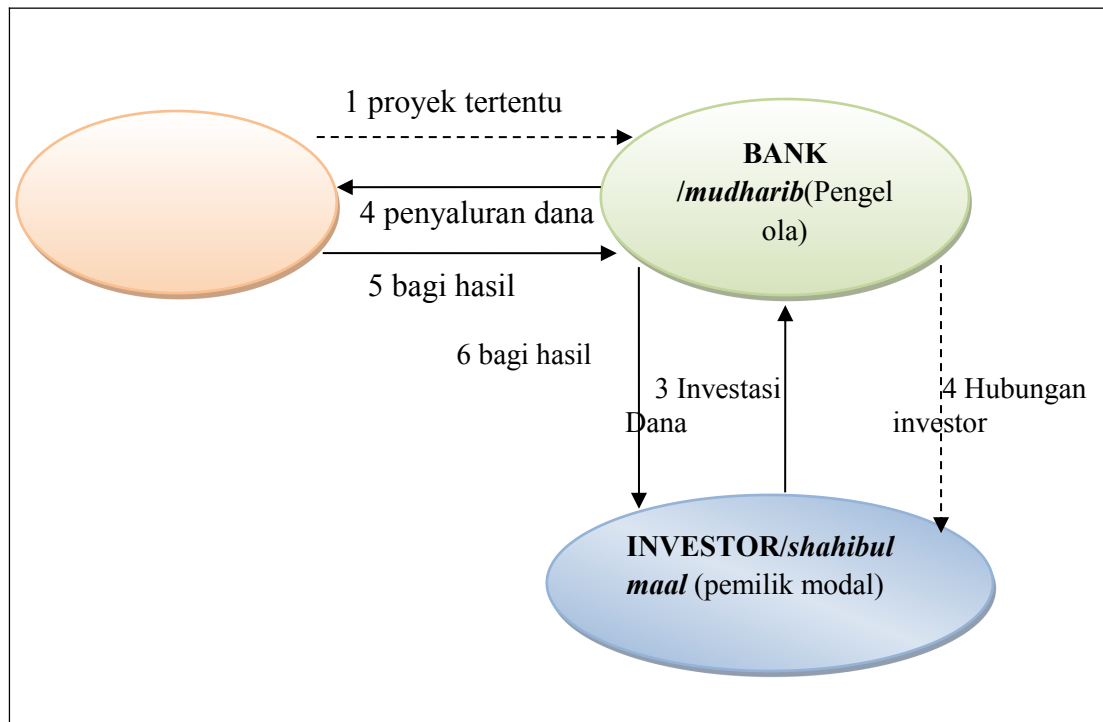 1 proyek tertentu
BANK
/mudharib(Pengel
ola)
4 penyaluran dana
5 bagi hasil
6 bagi hasil
3 Investasi
Dana
4 Hubungan
investor
INVESTOR/shahibul
maal (pemilik modal)